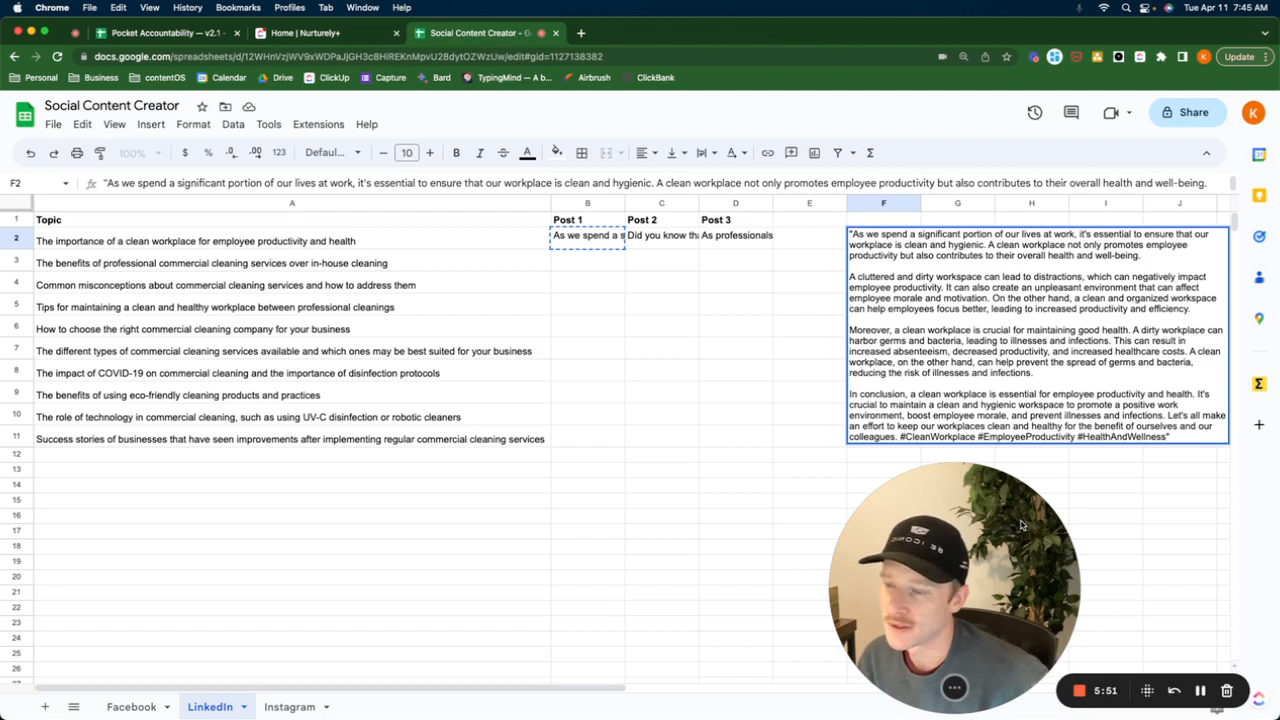 Chrome File Edit View History Bookmarks Profiles Tab Window Help Tue Apr 11 7:45 AM
Pocket Accountability — v2.1 - Home | Nurturely+ Social Content Creator - G
docs.google.com/spreadsheets/d/12WHnVzjWV9xWDPaJjGH3c8HiREKnMpvU28dytOZWzUw/edit#gid=1127138382 K Update
Personal Business contentOS Calendar Drive ClickUp Capture Bard TypingMind — A b... Airbrush ClickBank
Social Content Creator
Share K
File Edit View Insert Format Data Tools Extensions Help
100% $ % .0 .00 123 Defaul... − 10 + B I A Σ
F2 fx "As we spend a significant portion of our lives at work, it's essential to ensure that our workplace is clean and hygienic. A clean workplace not only promotes employee productivity but also contributes to their overall health and well-being.
A B C D E F G H I J
1 Topic Post 1 Post 2 Post 3
2 The importance of a clean workplace for employee productivity and health As we spend a s Did you know tha As professionals
3 The benefits of professional commercial cleaning services over in-house cleaning
4 Common misconceptions about commercial cleaning services and how to address them
5 Tips for maintaining a clean and healthy workplace between professional cleanings
6 How to choose the right commercial cleaning company for your business
7 The different types of commercial cleaning services available and which ones may be best suited for your business
8 The impact of COVID-19 on commercial cleaning and the importance of disinfection protocols
9 The benefits of using eco-friendly cleaning products and practices
10 The role of technology in commercial cleaning, such as using UV-C disinfection or robotic cleaners
11 Success stories of businesses that have seen improvements after implementing regular commercial cleaning services
"As we spend a significant portion of our lives at work, it's essential to ensure that our
workplace is clean and hygienic. A clean workplace not only promotes employee
productivity but also contributes to their overall health and well-being.
A cluttered and dirty workspace can lead to distractions, which can negatively impact
employee productivity. It can also create an unpleasant environment that can affect
employee morale and motivation. On the other hand, a clean and organized workspace
can help employees focus better, leading to increased productivity and efficiency.
Moreover, a clean workplace is crucial for maintaining good health. A dirty workplace can
harbor germs and bacteria, leading to illnesses and infections. This can result in
increased absenteeism, decreased productivity, and increased healthcare costs. A clean
workplace, on the other hand, can help prevent the spread of germs and bacteria,
reducing the risk of illnesses and infections.
In conclusion, a clean workplace is essential for employee productivity and health. It's
crucial to maintain a clean and hygienic workspace to promote a positive work
environment, boost employee morale, and prevent illnesses and infections. Let's all make
an effort to keep our workplaces clean and healthy for the benefit of ourselves and our
colleagues. #CleanWorkplace #EmployeeProductivity #HealthAndWellness"
12
13
14
15
16
17
18
19
20
21
22
23
24
25
26
BE ICONIC
5:51
Facebook LinkedIn Instagram